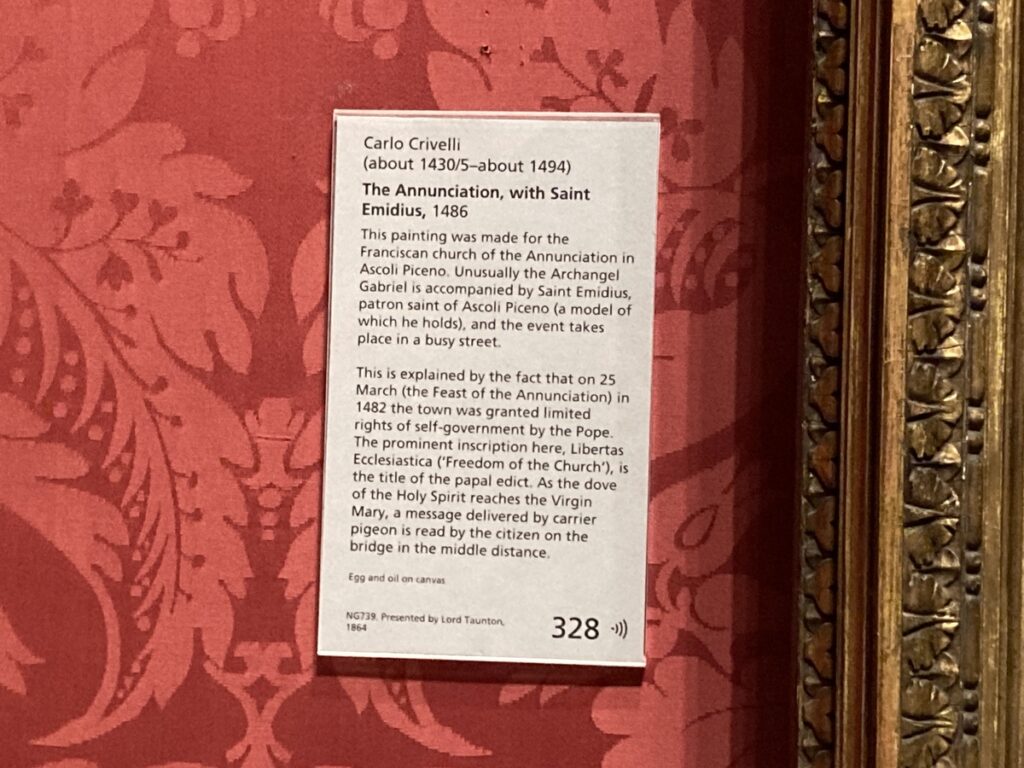 Carlo Crivelli
(about 1430/5–about 1494)
The Annunciation, with Saint
Emidius, 1486
This painting was made for the
Franciscan church of the Annunciation in
Ascoli Piceno. Unusually the Archangel
Gabriel is accompanied by Saint Emidius,
patron saint of Ascoli Piceno (a model of
which he holds), and the event takes
place in a busy street.
This is explained by the fact that on 25
March (the Feast of the Annunciation) in
1482 the town was granted limited
rights of self-government by the Pope.
The prominent inscription here, Libertas
Ecclesiastica (‘Freedom of the Church’), is
the title of the papal edict. As the dove
of the Holy Spirit reaches the Virgin
Mary, a message delivered by carrier
pigeon is read by the citizen on the
bridge in the middle distance.
Egg and oil on canvas
NG739. Presented by Lord Taunton,
1864
328